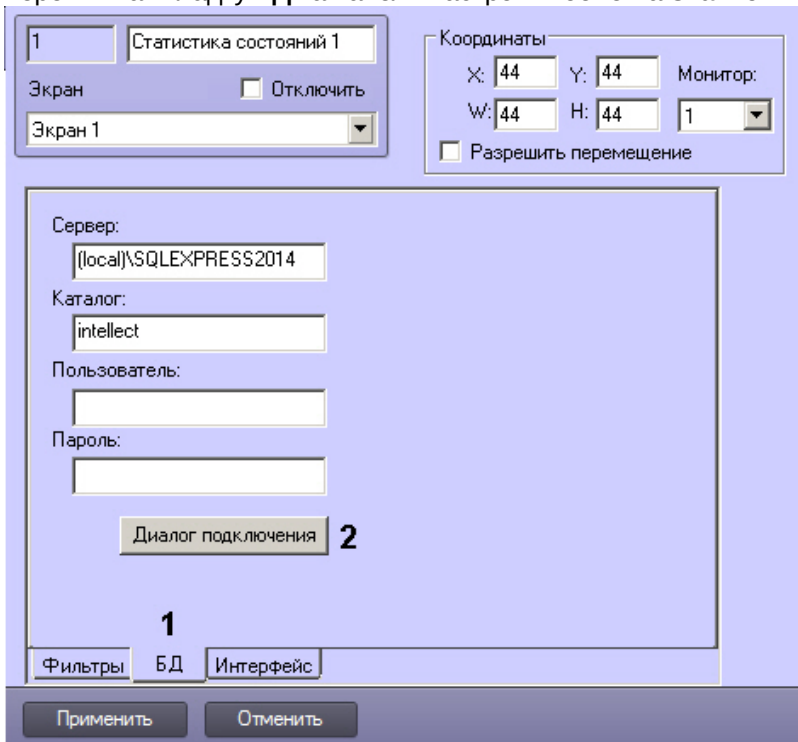 1 Статистика состояний 1
Экран Отключить
Экран 1
Координаты
X: 44 Y: 44 Монитор:
W: 44 H: 44 1
Разрешить перемещение
Сервер:
(local)\SQLEXPRESS2014
Каталог:
intellect
Пользователь:
Пароль:
Диалог подключения 2
1
Фильтры БД Интерфейс
Применить Отменить